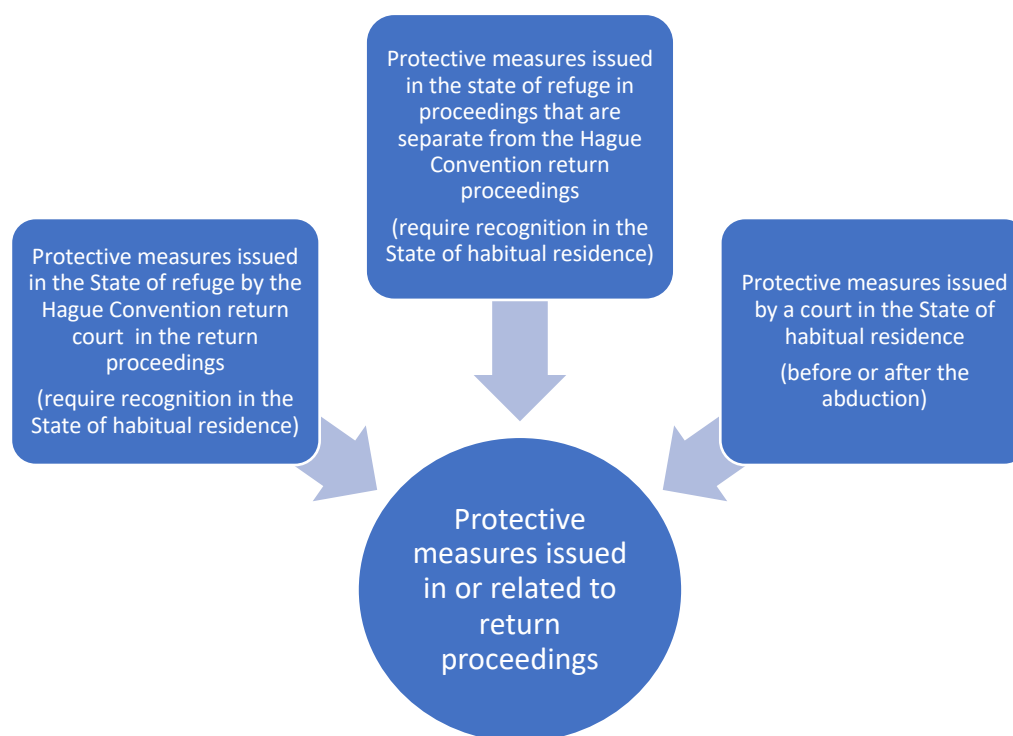 Protective measures issued
in the State of refuge by the
Hague Convention return
court in the return
proceedings
(require recognition in the
State of habitual residence)
Protective measures issued
in the state of refuge in
proceedings that are
separate from the Hague
Convention return
proceedings
(require recognition in the
State of habitual residence)
Protective measures issued
by a court in the State of
habitual residence
(before or after the
abduction)
Protective
measures issued
in or related to
return
proceedings